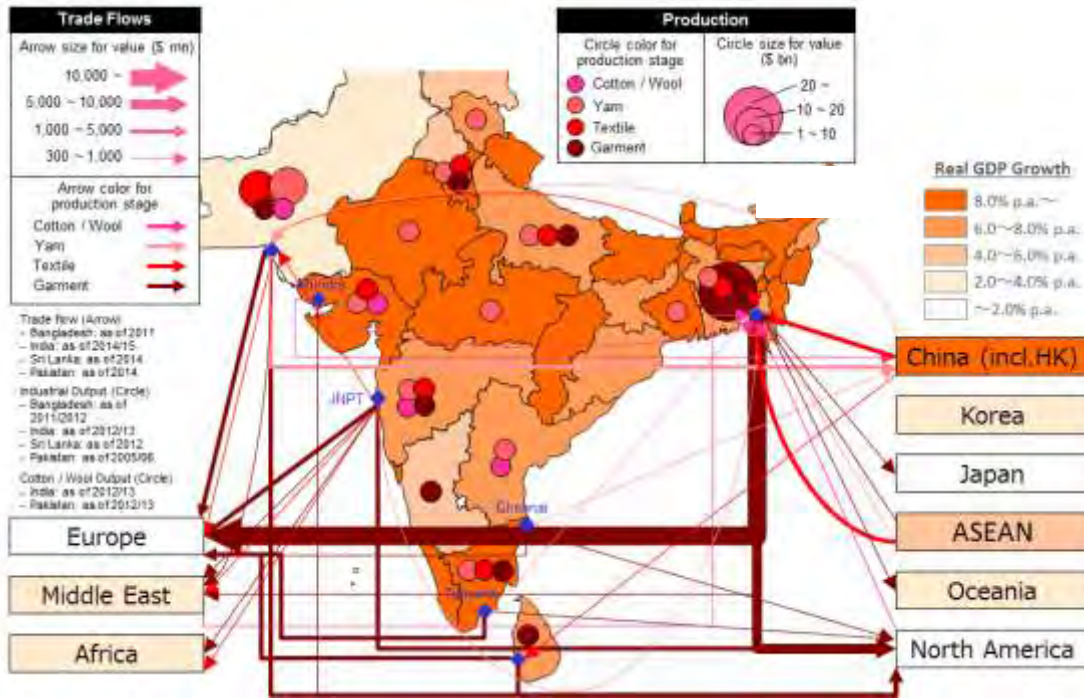 Trade Flows
Arrow size for value ($ mn)
10,000 ~
5,000 ~ 10,000
1,000 ~ 5,000
300 ~ 1,000
Arrow color for
production stage
Cotton / Wool
Yarn
Textile
Garment
Trade flow (Arrow)
– Bangladesh: as of 2011
– India: as of 2014/15
– Sri Lanka: as of 2014
– Pakistan: as of 2014
Industrial Output (Circle)
– Bangladesh: as of
2011/2012
– India: as of 2012/13
– Sri Lanka: as of 2012
– Pakistan: as of 2005/06
Cotton / Wool Output (Circle)
– India: as of 2012/13
– Pakistan: as of 2012/13
Production
Circle color for
production stage
Cotton / Wool
Yarn
Textile
Garment
Circle size for value
($ bn)
20 ~
10 ~ 20
1 ~ 10
Real GDP Growth
8.0% p.a.~
6.0~8.0% p.a.
4.0~6.0% p.a.
2.0~4.0% p.a.
~2.0% p.a.
JNPT
Chennai
Europe
Middle East
Africa
China (incl.HK)
Korea
Japan
ASEAN
Oceania
North America